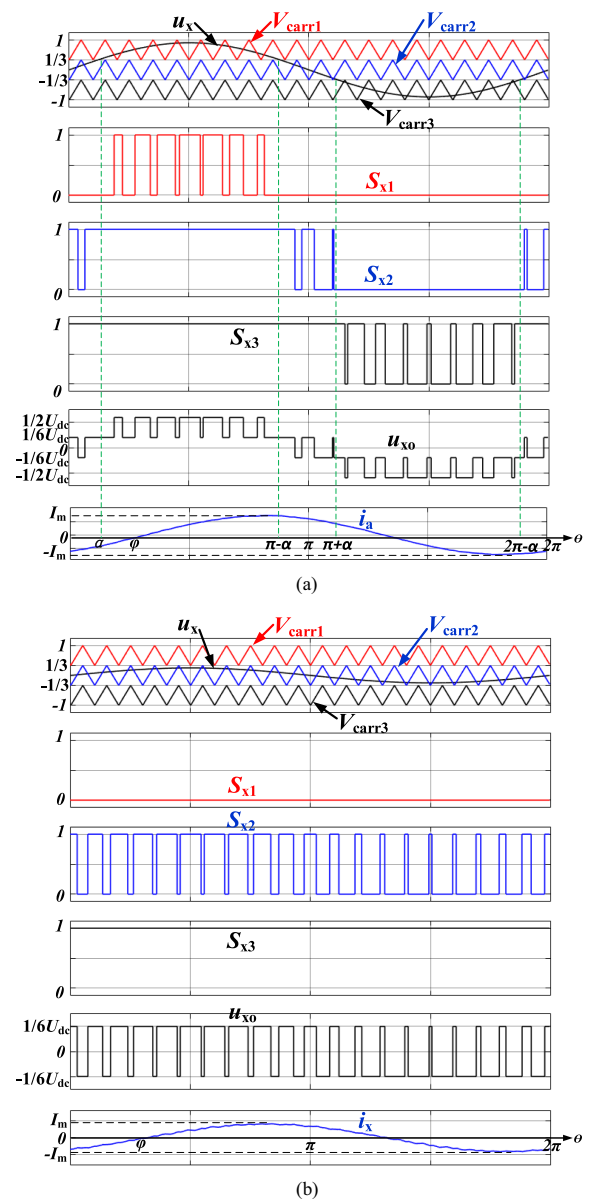 u_x V_carr1 V_carr2
1
1/3
-1/3
-1
V_carr3
1
0
S_x1
1
0
S_x2
1
0
S_x3
1/2U_dc
1/6U_dc
0
-1/6U_dc
-1/2U_dc
u_xo
I_m
0
-I_m
i_a
α φ π-α π π+α 2π-α 2π θ
(a)
u_x V_carr1 V_carr2
1
1/3
-1/3
-1
V_carr3
1
0
S_x1
S_x2
1
0
1
0
S_x3
u_xo
1/6U_dc
0
-1/6U_dc
I_m
0
-I_m
i_x
φ π 2π θ
(b)